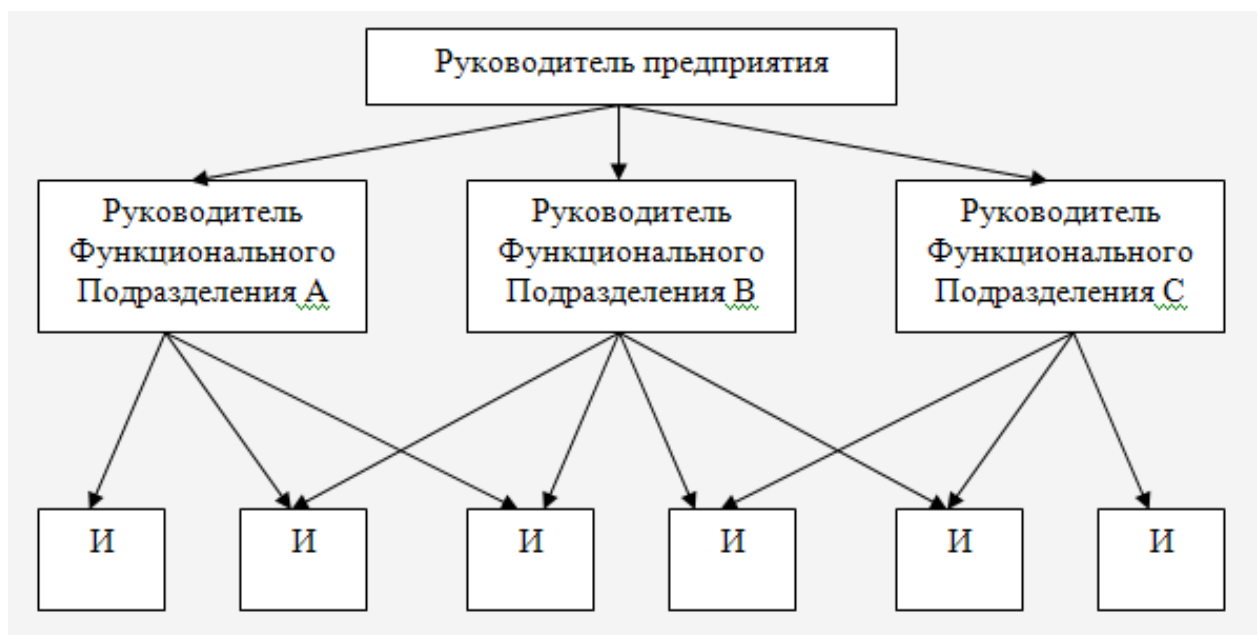 Руководитель предприятия
Руководитель
Функционального
Подразделения А
Руководитель
Функционального
Подразделения В
Руководитель
Функционального
Подразделения С
И
И
И
И
И
И